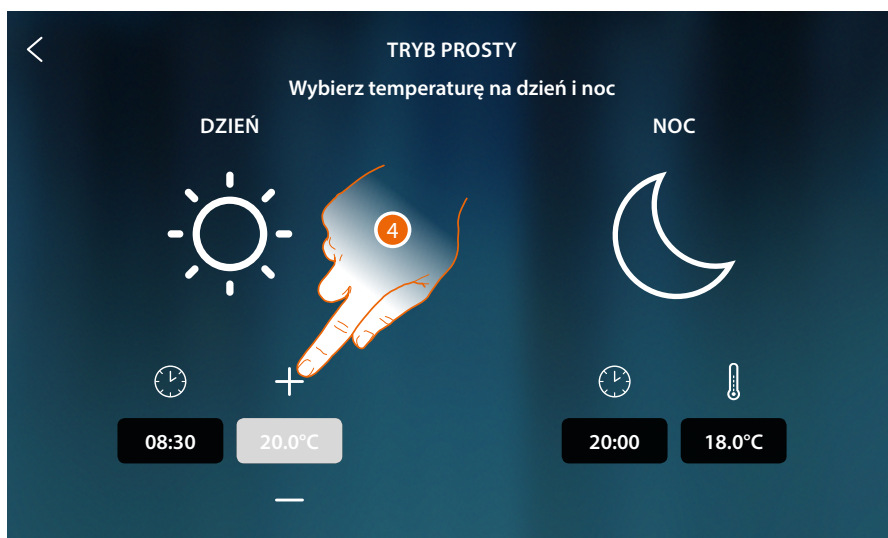 TRYB PROSTY
Wybierz temperaturę na dzień i noc
DZIEŃ
NOC
4
08:30
20.0°C
20:00
18.0°C